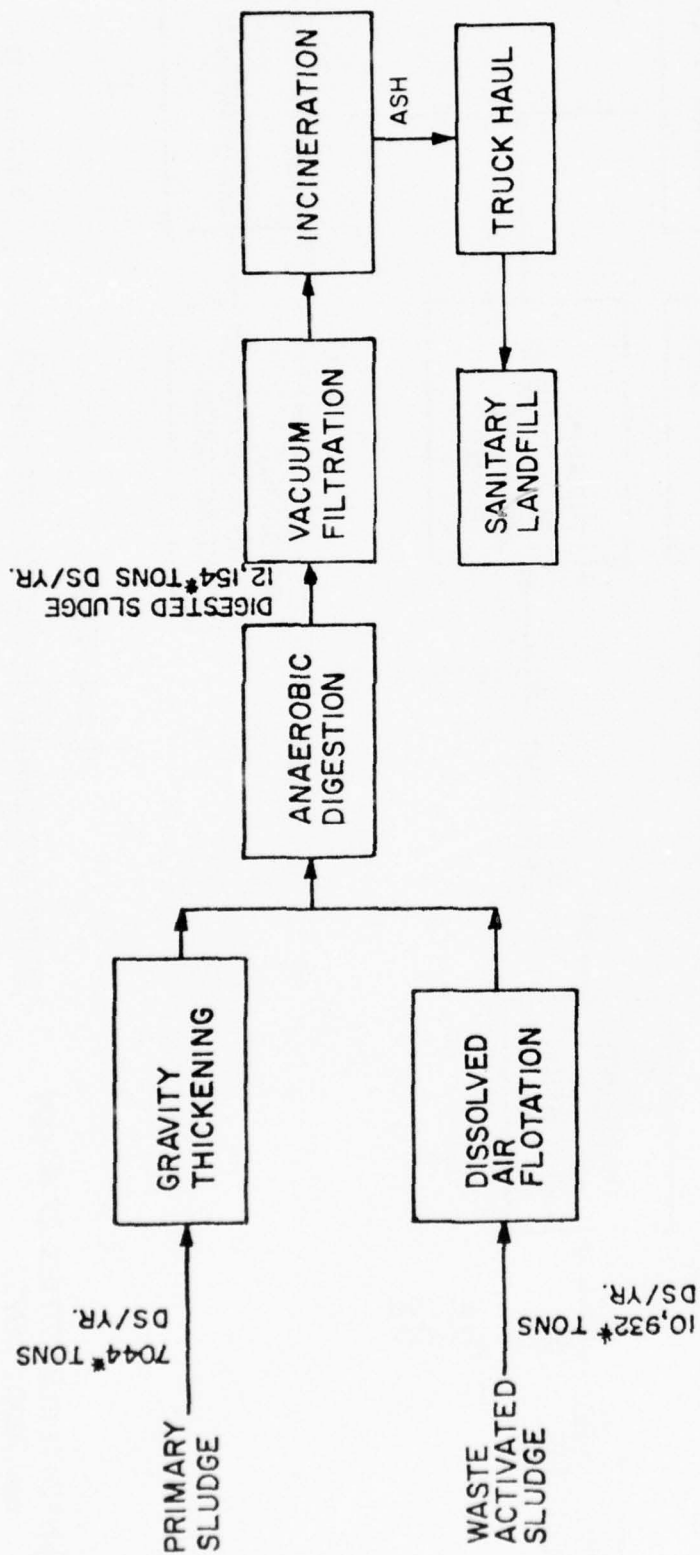 PRIMARY
SLUDGE
7044* TONS
DS/YR.
GRAVITY
THICKENING
WASTE
ACTIVATED
SLUDGE
10,932* TONS
DS/YR.
DISSOLVED
AIR
FLOTATION
ANAEROBIC
DIGESTION
DIGESTED SLUDGE
12,154* TONS DS/YR.
VACUUM
FILTRATION
INCINERATION
ASH
TRUCK HAUL
SANITARY
LANDFILL